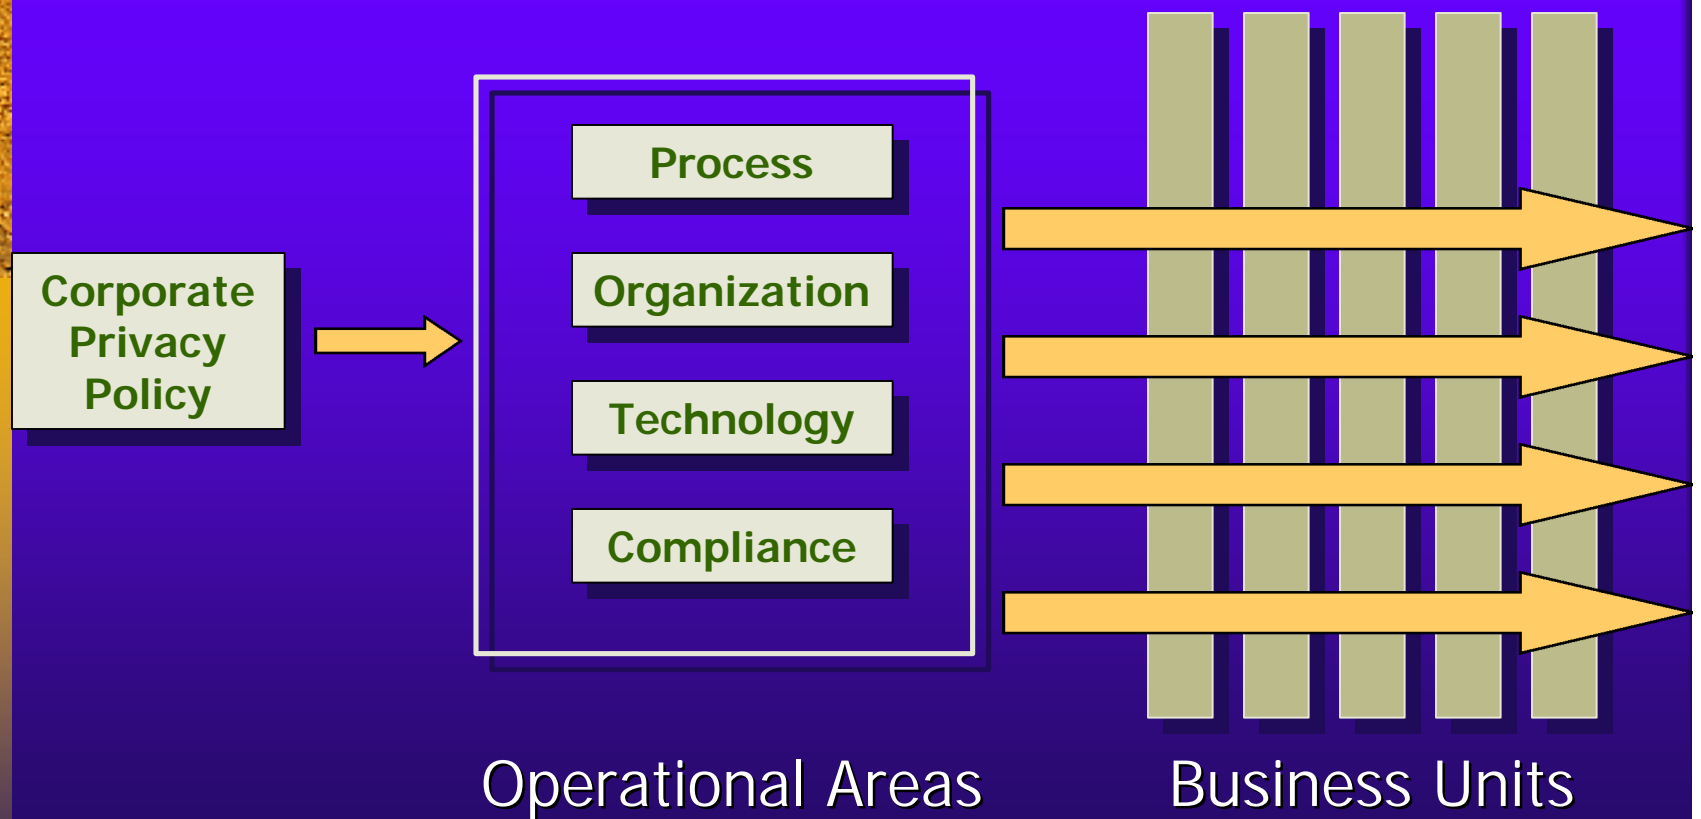 Corporate
Privacy
Policy
Process
Organization
Technology
Compliance
Operational Areas
Business Units